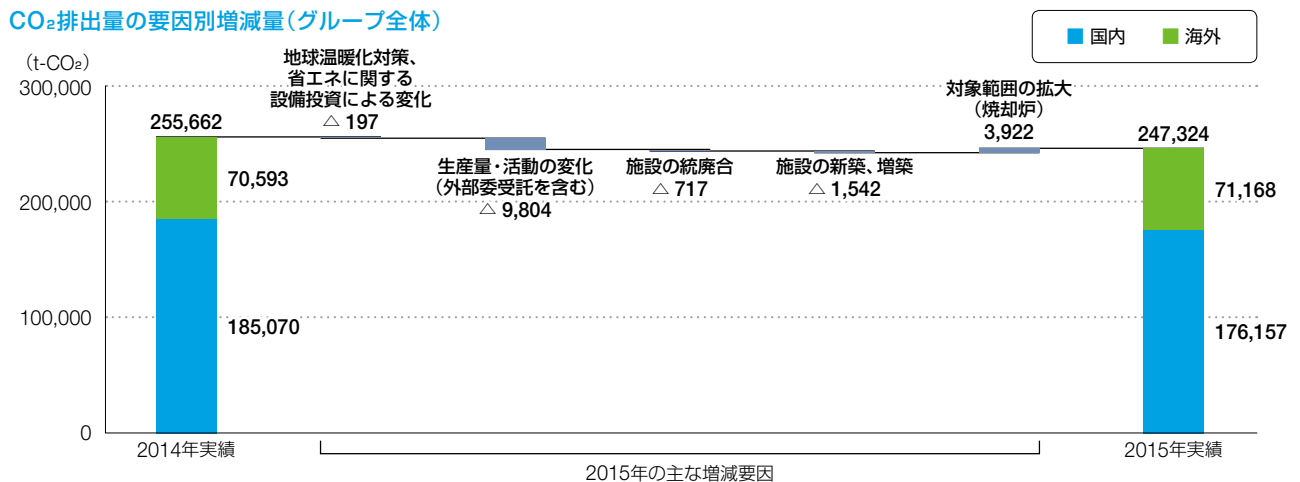 CO₂排出量の要因別増減量(グループ全体)
国内
海外
(t-CO₂)
300,000
200,000
100,000
0
255,662
70,593
185,070
2014年実績
地球温暖化対策、
省エネに関する
設備投資による変化
△ 197
生産量・活動の変化
(外部委受託を含む)
△ 9,804
施設の統廃合
△ 717
施設の新築、増築
△ 1,542
対象範囲の拡大
(焼却炉)
3,922
247,324
71,168
176,157
2015年実績
2015年の主な増減要因